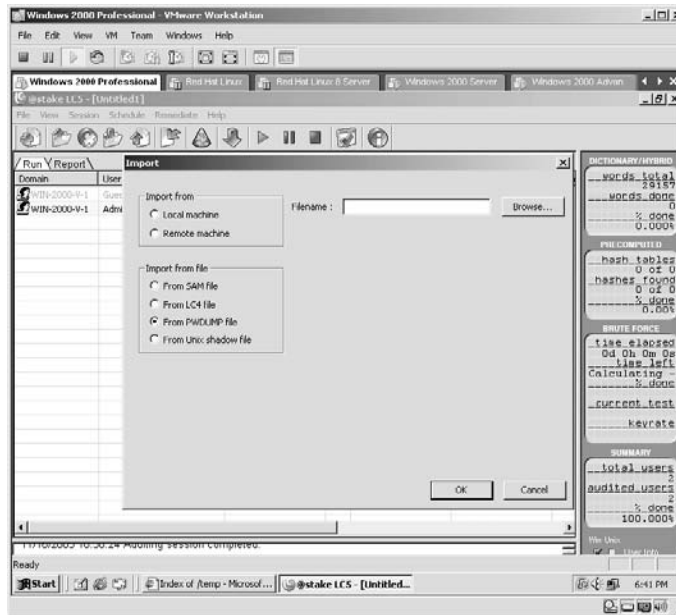 Windows 2000 Professional - VMware Workstation
File Edit View VM Team Windows Help
Windows 2000 Professional Red Hat Linux Red Hat Linux 8 Server Windows 2000 Server Windows 2000 Advan
@stake LC5 - [Untitled1]
File View Session Schedule Remediate Help
Run Report
Domain User
WIN-2000-V-1 Gues
WIN-2000-V-1 Admi
Import
Import from
Local machine
Remote machine
Filename :
Browse...
Import from file
From SAM file
From LC4 file
From PWDUMP file
From Unix shadow file
OK Cancel
DICTIONARY/HYBRID
words total
29157
words done
0
% done
0.000%
PRECOMPUTED
hash tables
0 of 0
hashes found
0 of 0
% done
0.00%
BRUTE FORCE
time elapsed
0d 0h 0m 0s
time left
Calculating -
% done
current test
keyrate
SUMMARY
total users
2
audited users
2
% done
100.000%
Auditing session completed.
Ready
Start Index of /temp - Microsof... @stake LC5 - [Untitled... 6:41 PM